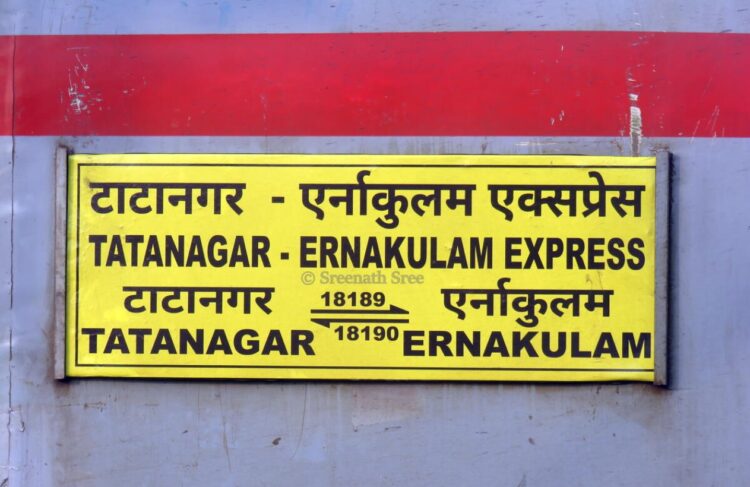 टाटानगर - एर्नाकुलम एक्सप्रेस
TATANAGAR - ERNAKULAM EXPRESS
© Sreenath Sree
टाटानगर 18189 एर्नाकुलम
TATANAGAR 18190 ERNAKULAM